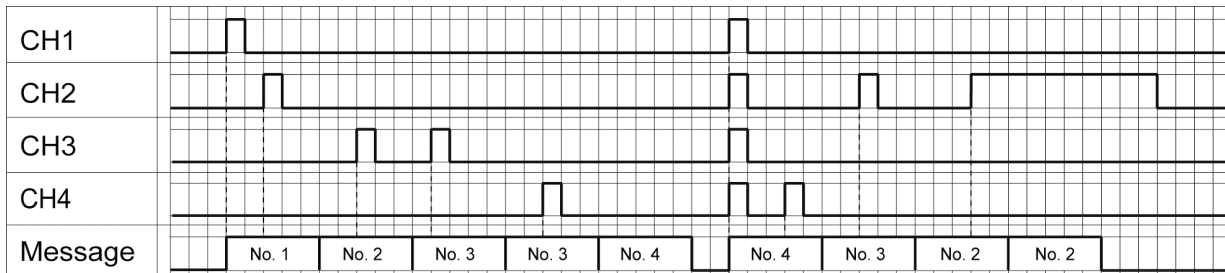 CH1
CH2
CH3
CH4
Message No. 1 No. 2 No. 3 No. 3 No. 4 No. 4 No. 3 No. 2 No. 2